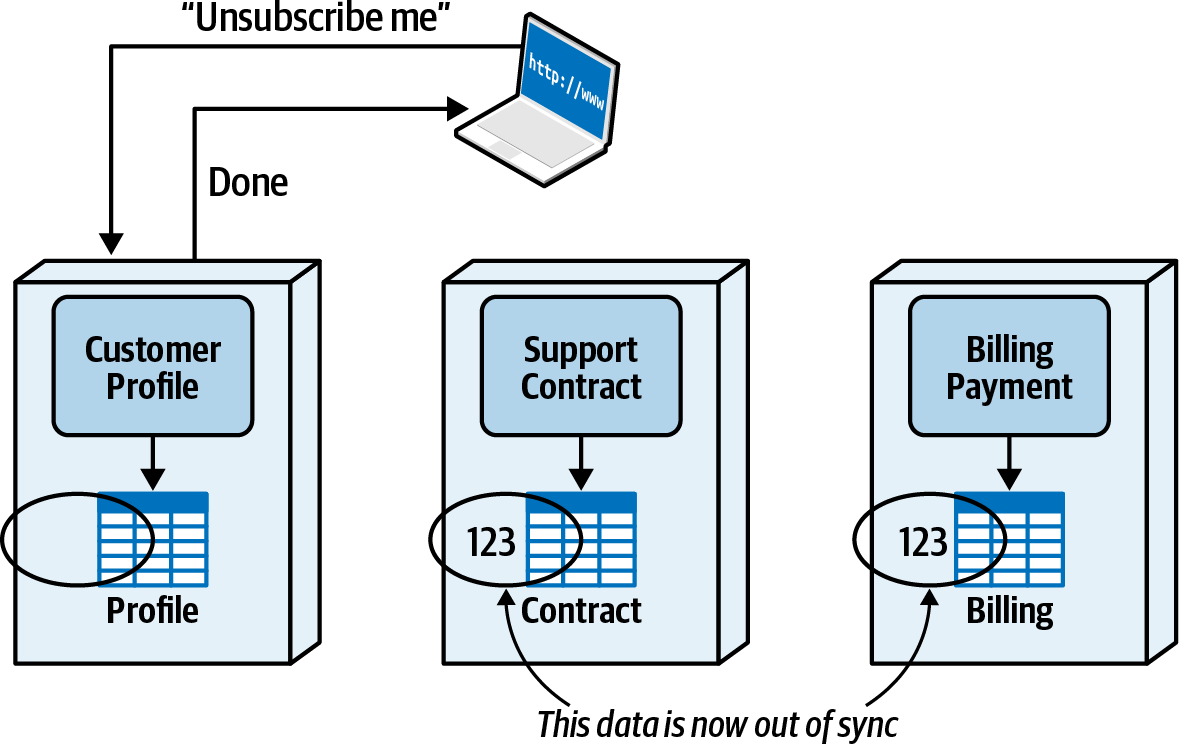 “Unsubscribe me”
http://www
Done
Customer
Profile
Support
Contract
Billing
Payment
123
123
Profile
Contract
Billing
This data is now out of sync